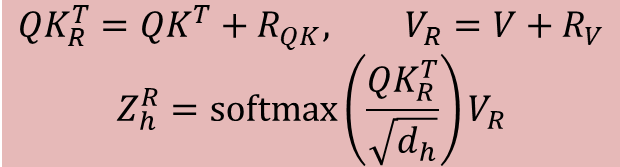 QK_R^T = QK^T + R_{QK},    V_R = V + R_V
Z_h^R = softmax(QK_R^T / √d_h) V_R